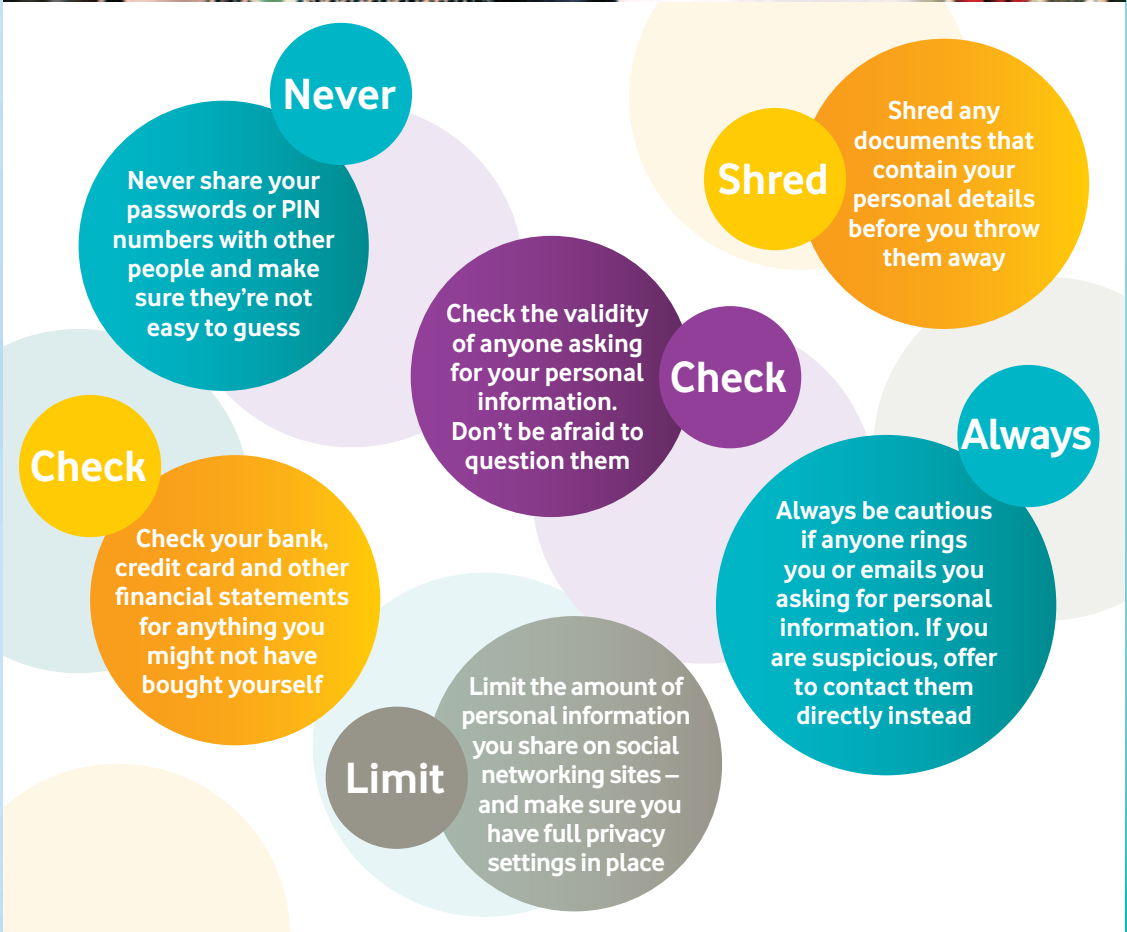 Never
Never share your
passwords or PIN
numbers with other
people and make
sure they're not
easy to guess
Shred
Shred any
documents that
contain your
personal details
before you throw
them away
Check the validity
of anyone asking
for your personal
information.
Don't be afraid to
question them
Check
Check
Check your bank,
credit card and other
financial statements
for anything you
might not have
bought yourself
Always
Always be cautious
if anyone rings
you or emails you
asking for personal
information. If you
are suspicious, offer
to contact them
directly instead
Limit
Limit the amount of
personal information
you share on social
networking sites –
and make sure you
have full privacy
settings in place